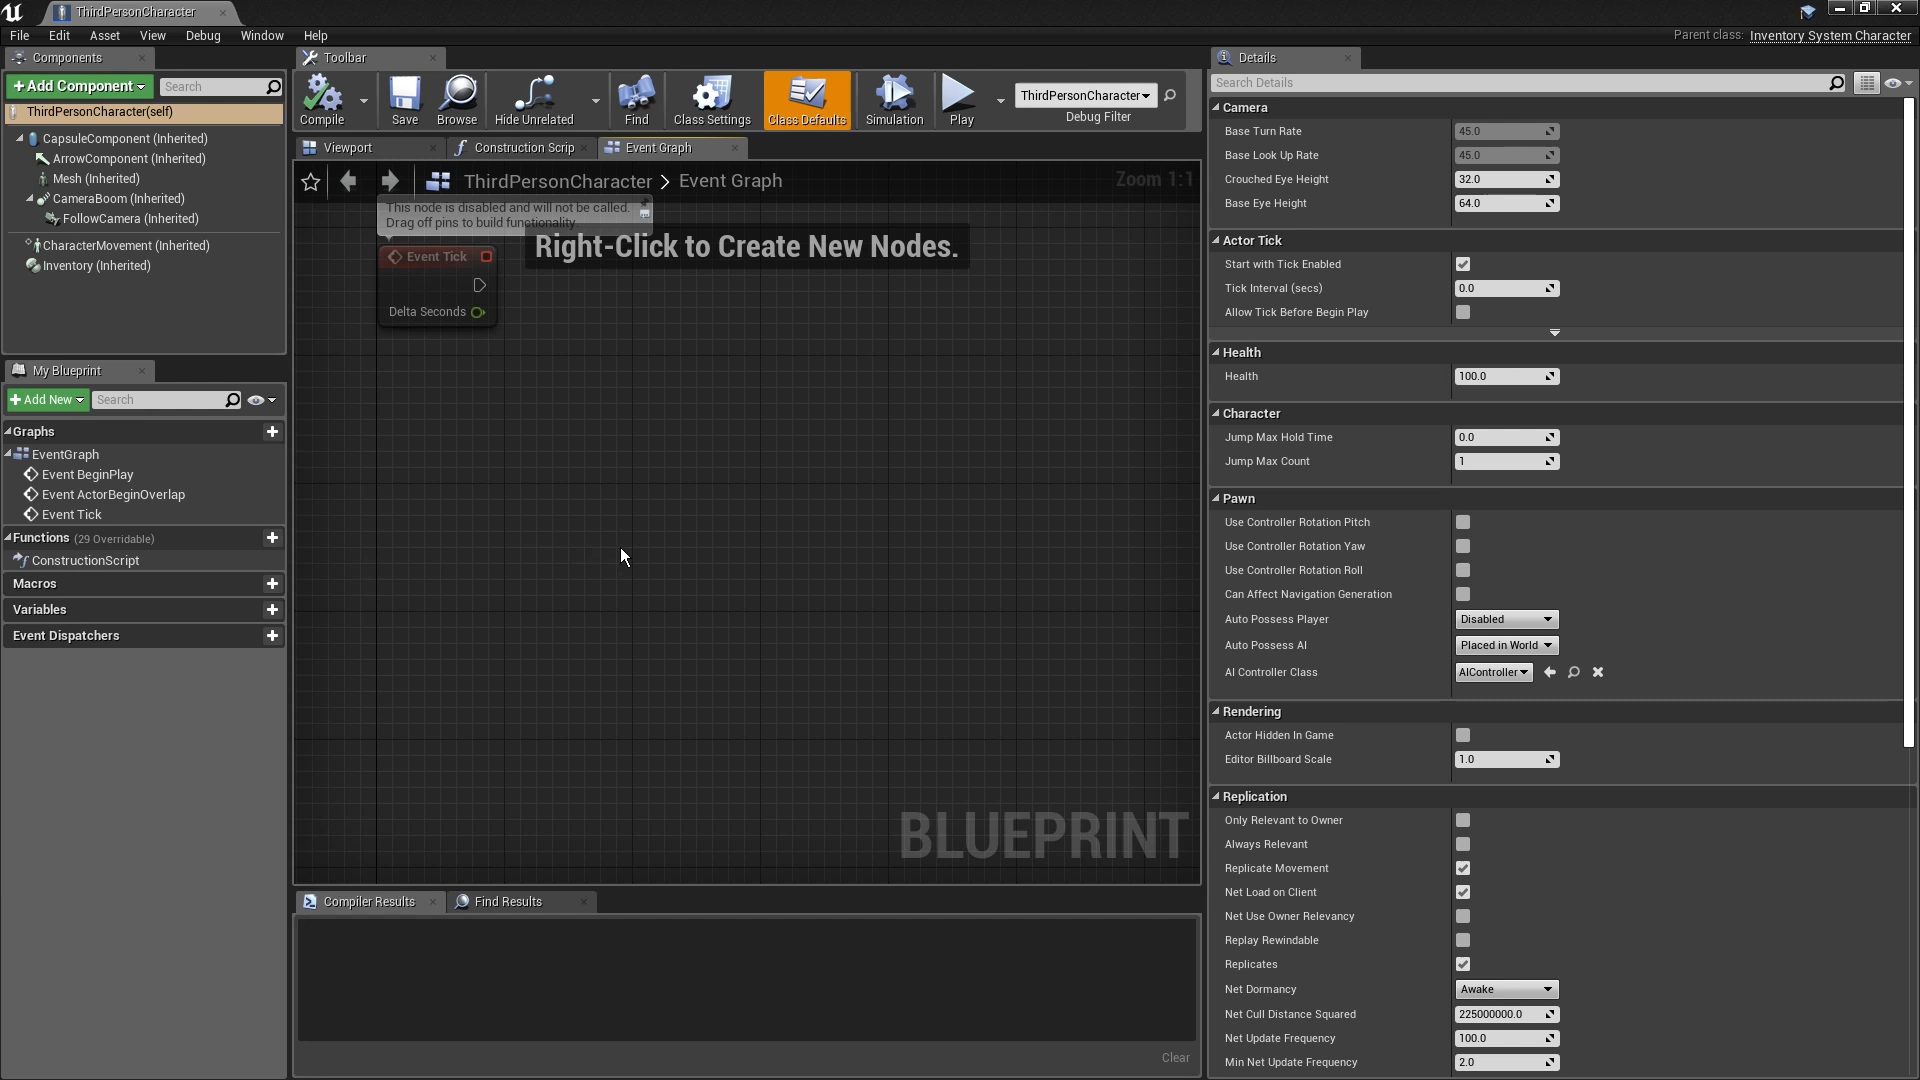 ThirdPersonCharacter
File Edit Asset View Debug Window Help
Parent class: Inventory System Character
Components
+Add Component
Search
ThirdPersonCharacter(self)
CapsuleComponent (Inherited)
ArrowComponent (Inherited)
Mesh (Inherited)
CameraBoom (Inherited)
FollowCamera (Inherited)
CharacterMovement (Inherited)
Inventory (Inherited)
My Blueprint
+Add New
Search
Graphs
EventGraph
Event BeginPlay
Event ActorBeginOverlap
Event Tick
Functions (29 Overridable)
ConstructionScript
Macros
Variables
Event Dispatchers
Toolbar
Compile
Save
Browse
Hide Unrelated
Find
Class Settings
Class Defaults
Simulation
Play
ThirdPersonCharacter
Debug Filter
Viewport
Construction Scrip
Event Graph
ThirdPersonCharacter > Event Graph
Zoom 1:1
This node is disabled and will not be called.
Drag off pins to build functionality.
Right-Click to Create New Nodes.
Event Tick
Delta Seconds
BLUEPRINT
Compiler Results
Find Results
Clear
Details
Search Details
Camera
Base Turn Rate 45.0
Base Look Up Rate 45.0
Crouched Eye Height 32.0
Base Eye Height 64.0
Actor Tick
Start with Tick Enabled
Tick Interval (secs) 0.0
Allow Tick Before Begin Play
Health
Health 100.0
Character
Jump Max Hold Time 0.0
Jump Max Count 1
Pawn
Use Controller Rotation Pitch
Use Controller Rotation Yaw
Use Controller Rotation Roll
Can Affect Navigation Generation
Auto Possess Player Disabled
Auto Possess AI Placed in World
AI Controller Class AIController
Rendering
Actor Hidden In Game
Editor Billboard Scale 1.0
Replication
Only Relevant to Owner
Always Relevant
Replicate Movement
Net Load on Client
Net Use Owner Relevancy
Replay Rewindable
Replicates
Net Dormancy Awake
Net Cull Distance Squared 225000000.0
Net Update Frequency 100.0
Min Net Update Frequency 2.0